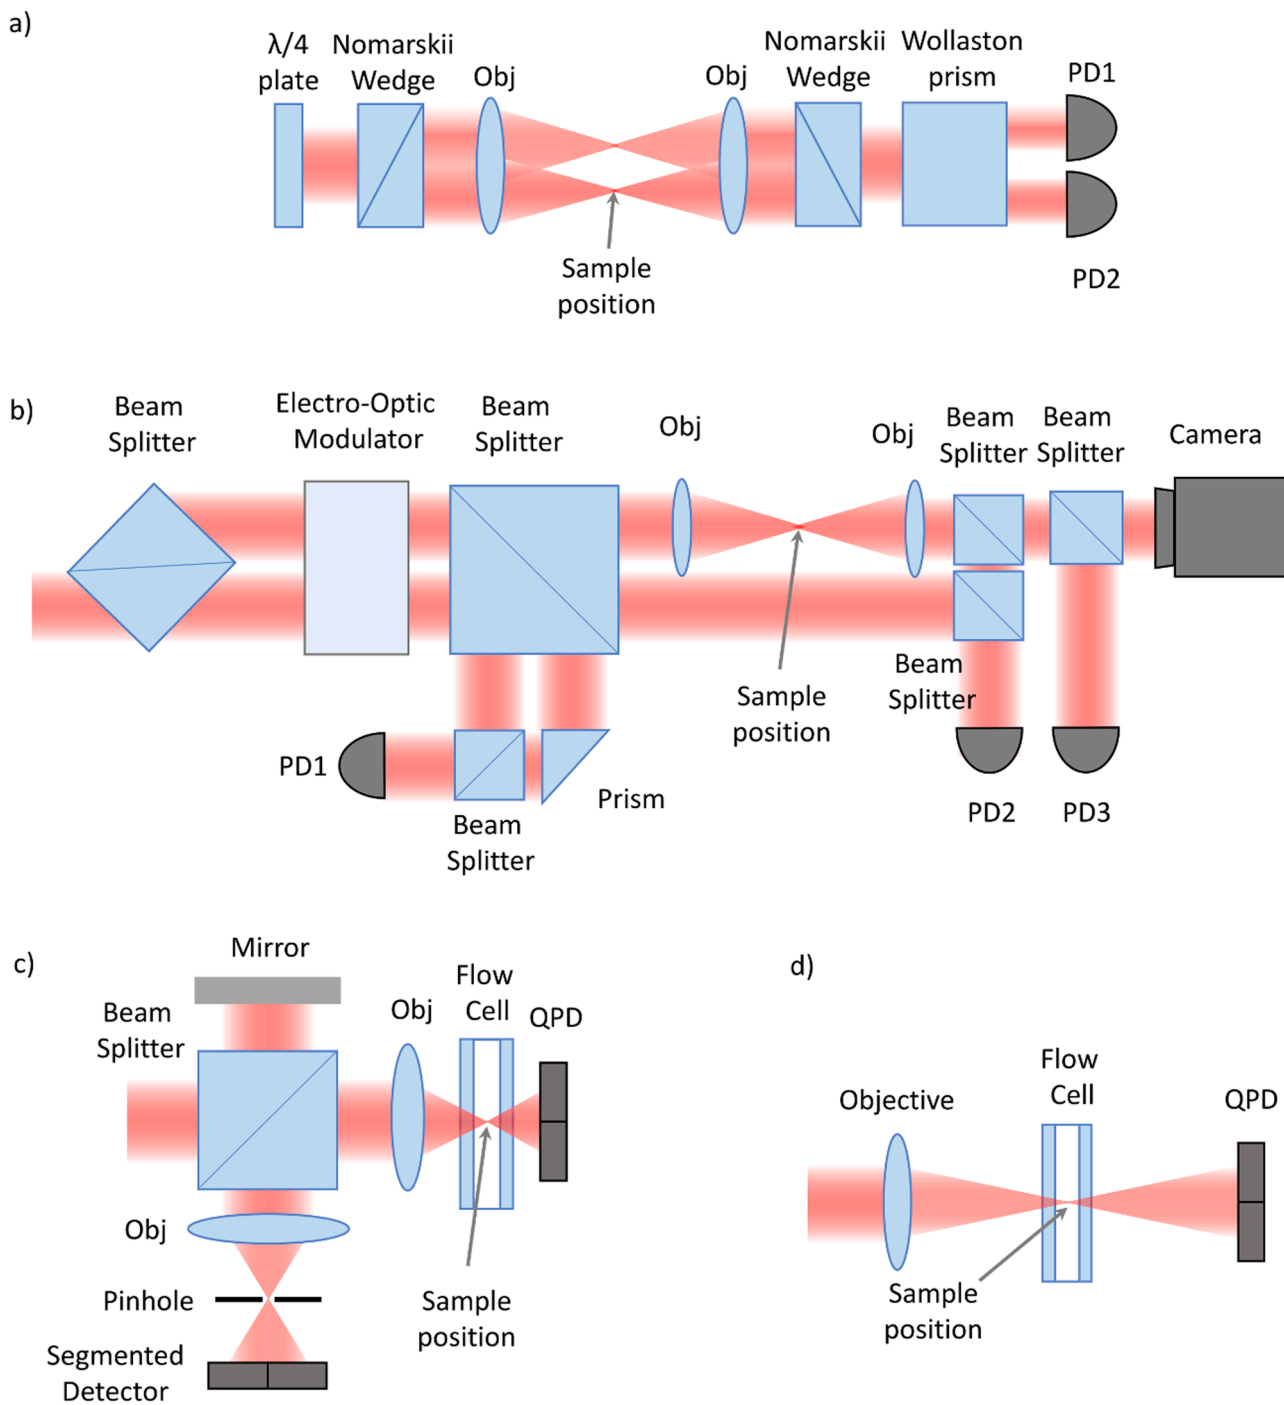 a)
λ/4
plate
Nomarskii
Wedge
Obj
Obj
Nomarskii
Wedge
Wollaston
prism
PD1
Sample
position
PD2
b)
Beam
Splitter
Electro-Optic
Modulator
Beam
Splitter
Obj
Obj
Beam
Splitter
Beam
Splitter
Camera
Sample
position
Beam
Splitter
PD1
Prism
Beam
Splitter
PD2
PD3
c)
Mirror
Beam
Splitter
Obj
Flow
Cell
QPD
Obj
Pinhole
Sample
position
Segmented
Detector
d)
Objective
Flow
Cell
QPD
Sample
position